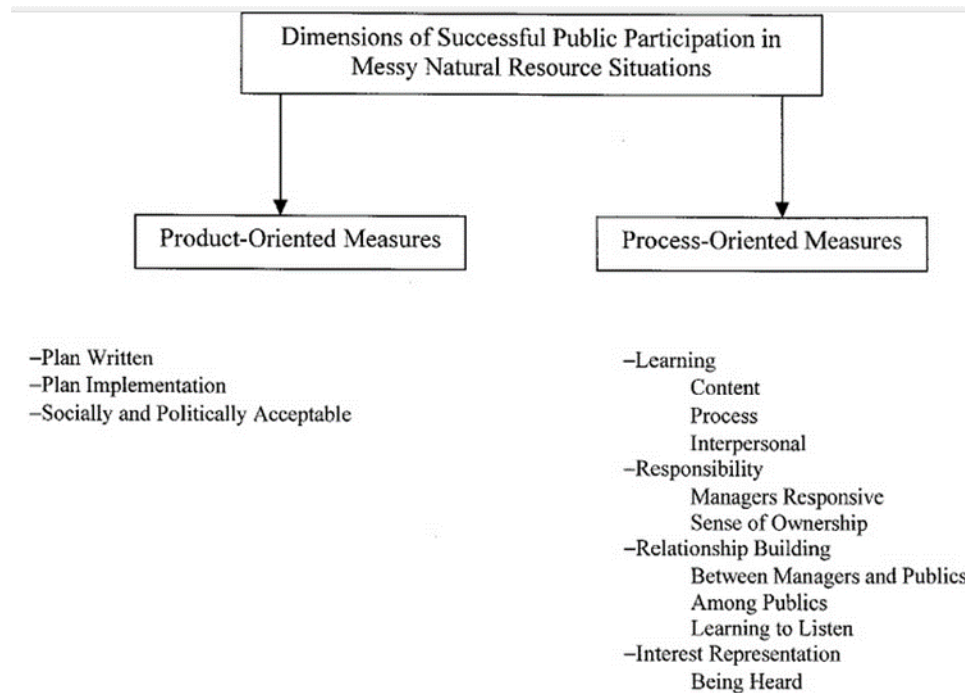 Dimensions of Successful Public Participation in
Messy Natural Resource Situations
Product-Oriented Measures
Process-Oriented Measures
–Plan Written
–Plan Implementation
–Socially and Politically Acceptable
–Learning
Content
Process
Interpersonal
–Responsibility
Managers Responsive
Sense of Ownership
–Relationship Building
Between Managers and Publics
Among Publics
Learning to Listen
–Interest Representation
Being Heard